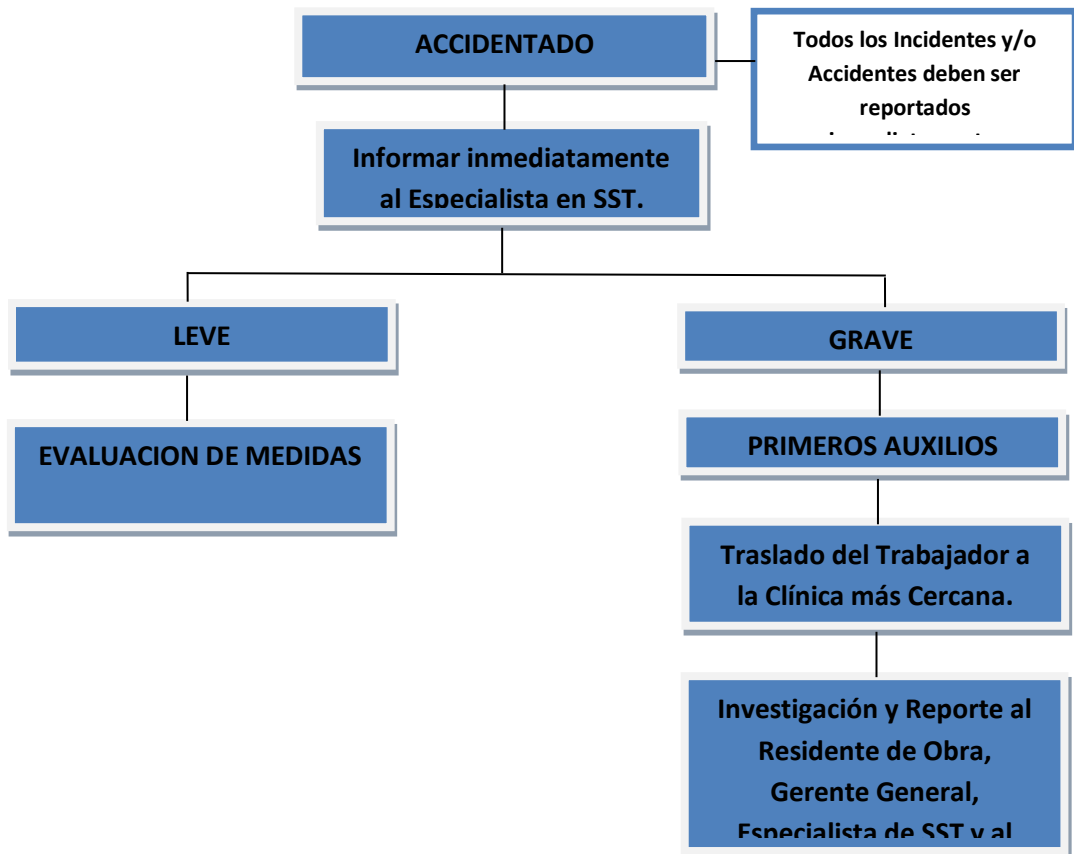 ACCIDENTADO
Todos los Incidentes y/o
Accidentes deben ser
reportados
Informar inmediatamente
al Especialista en SST.
LEVE
GRAVE
EVALUACION DE MEDIDAS
PRIMEROS AUXILIOS
Traslado del Trabajador a
la Clínica más Cercana.
Investigación y Reporte al
Residente de Obra,
Gerente General,
Especialista de SST y al